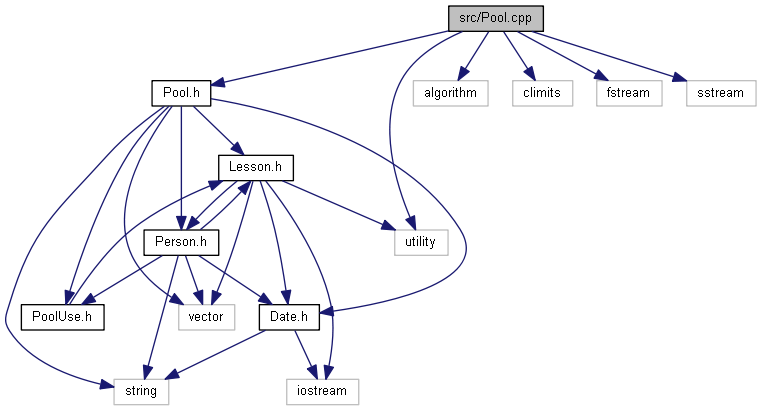 src/Pool.cpp
Pool.h
algorithm
climits
fstream
sstream
Lesson.h
Person.h
utility
PoolUse.h
vector
Date.h
string
iostream